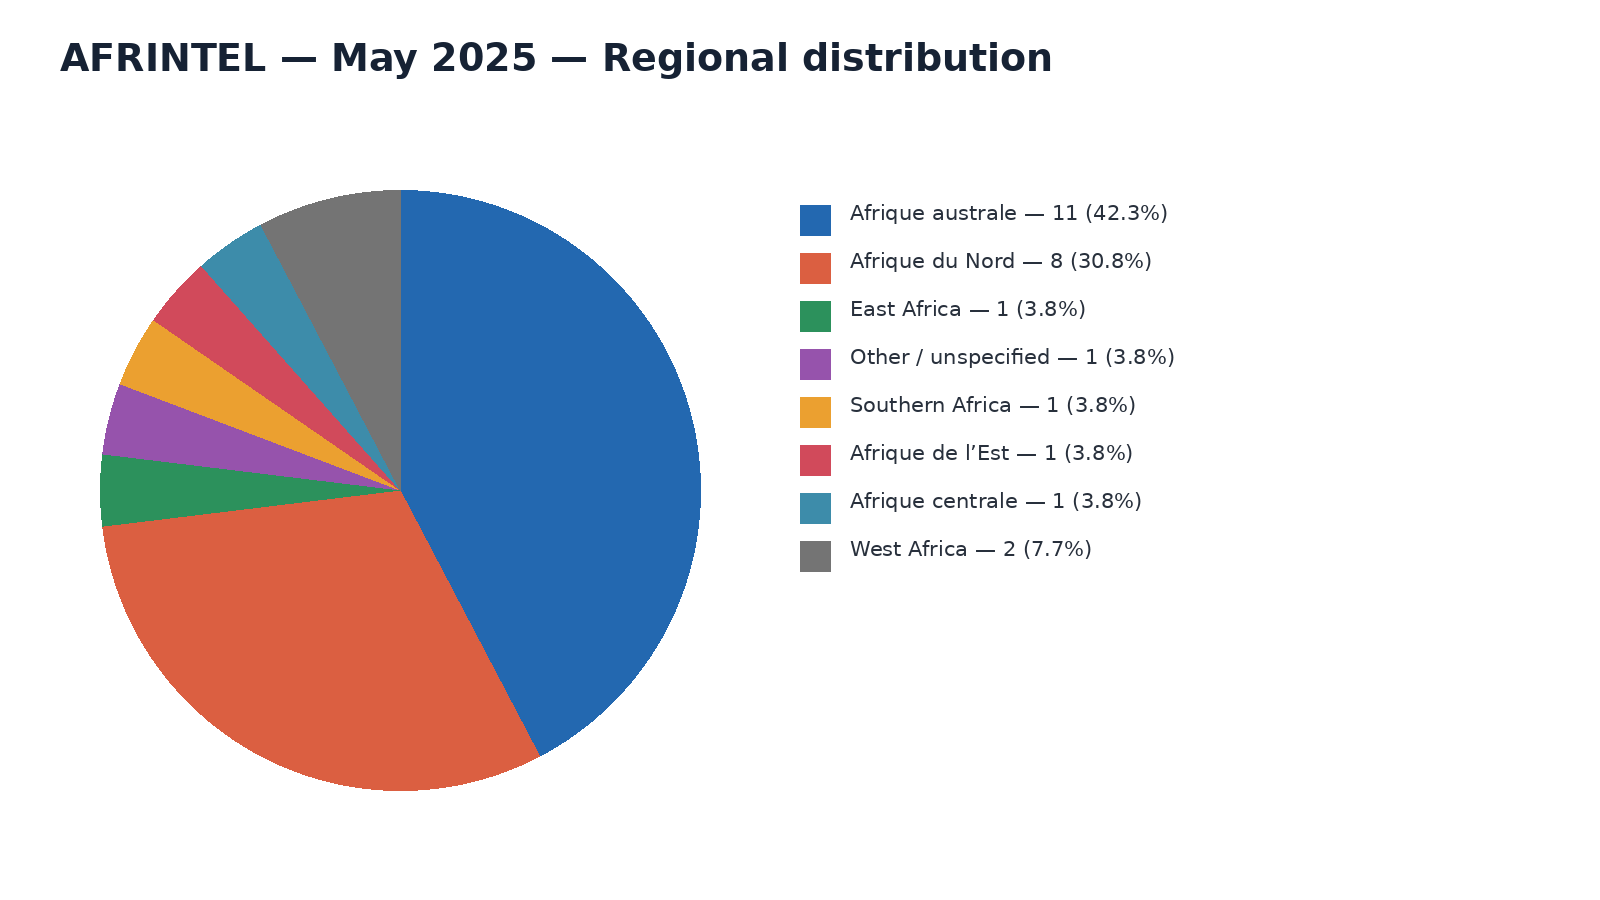 AFRINTEL — May 2025 — Regional distribution
Afrique australe — 11 (42.3%)
Afrique du Nord — 8 (30.8%)
East Africa — 1 (3.8%)
Other / unspecified — 1 (3.8%)
Southern Africa — 1 (3.8%)
Afrique de l’Est — 1 (3.8%)
Afrique centrale — 1 (3.8%)
West Africa — 2 (7.7%)